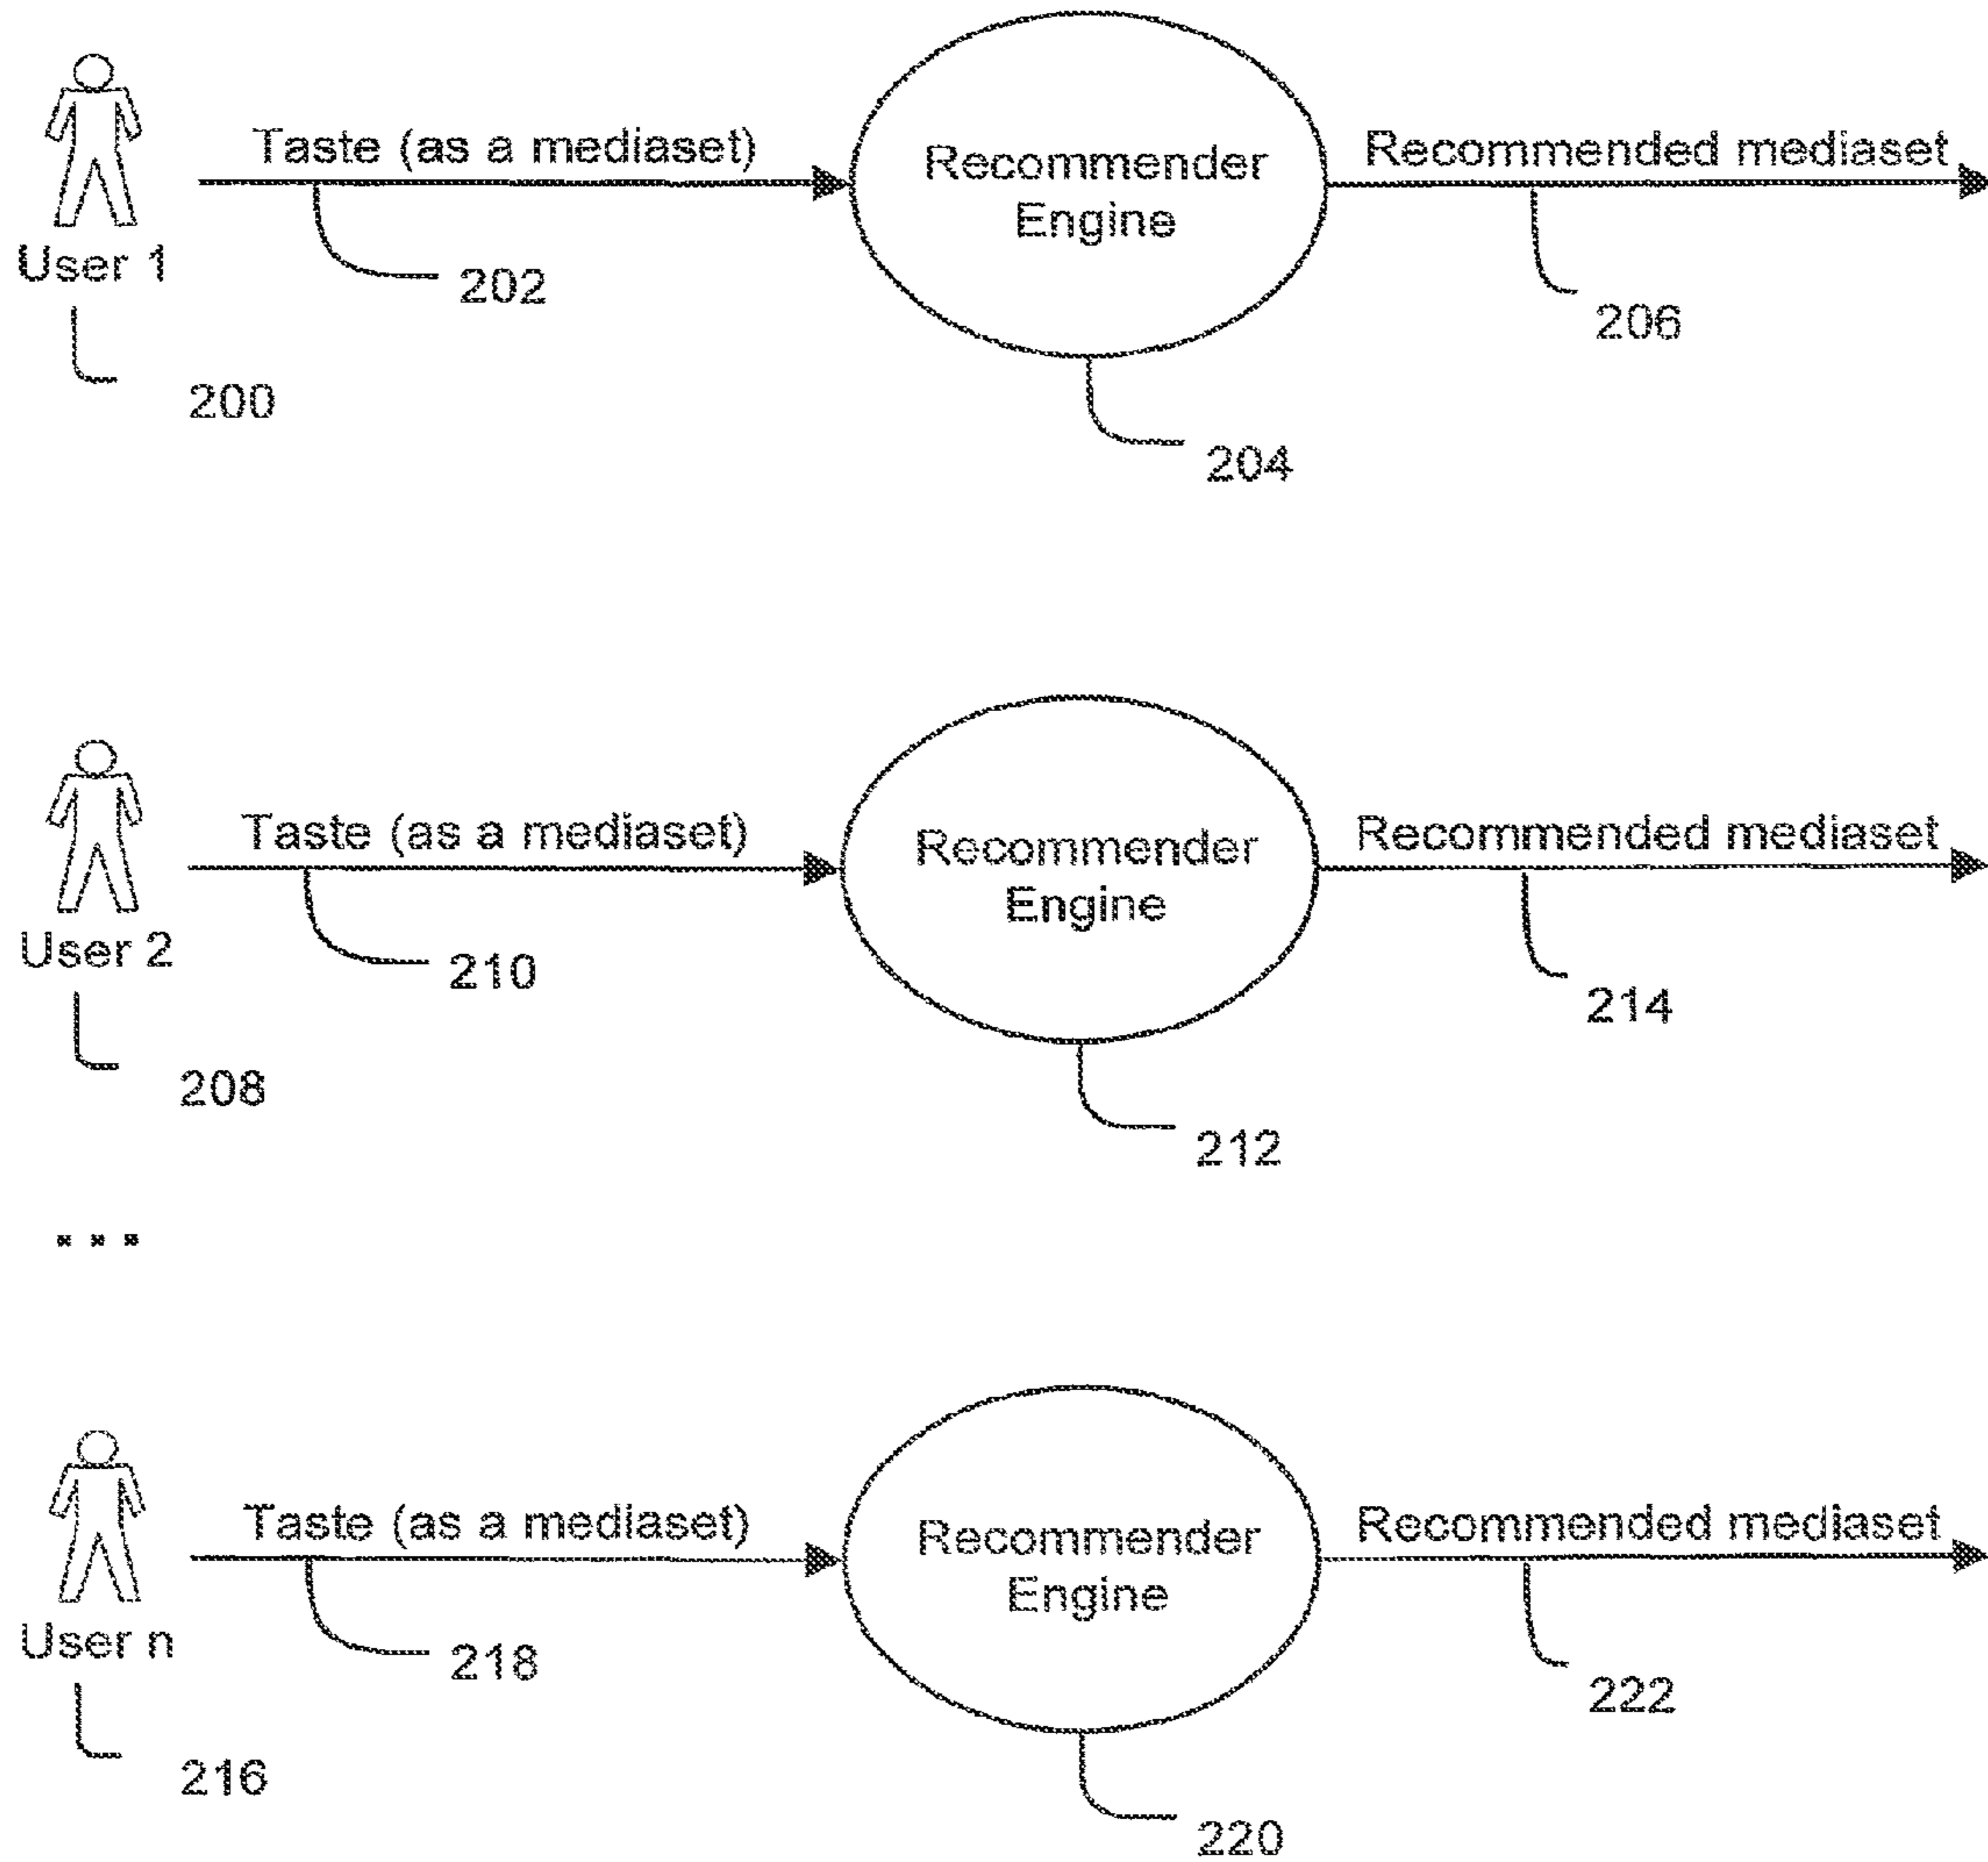 Taste (as a mediaset)
Recommender
Engine
Recommended mediaset
User 1
202
206
200
204
Taste (as a mediaset)
Recommender
Engine
Recommended mediaset
User 2
210
214
208
212
...
Taste (as a mediaset)
Recommender
Engine
Recommended mediaset
User n
218
222
216
220